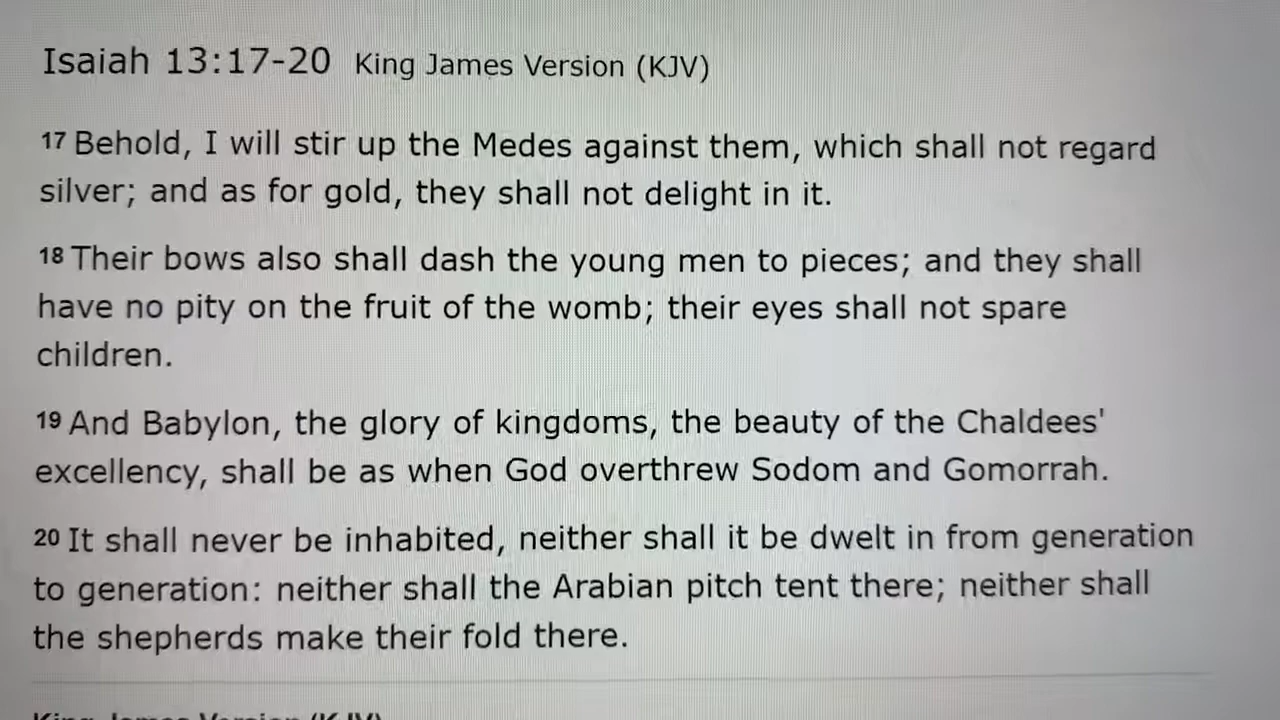 Isaiah 13:17-20 King James Version (KJV)
17 Behold, I will stir up the Medes against them, which shall not regard
silver; and as for gold, they shall not delight in it.
18 Their bows also shall dash the young men to pieces; and they shall
have no pity on the fruit of the womb; their eyes shall not spare
children.
19 And Babylon, the glory of kingdoms, the beauty of the Chaldees'
excellency, shall be as when God overthrew Sodom and Gomorrah.
20 It shall never be inhabited, neither shall it be dwelt in from generation
to generation: neither shall the Arabian pitch tent there; neither shall
the shepherds make their fold there.
King James Version (KJV)